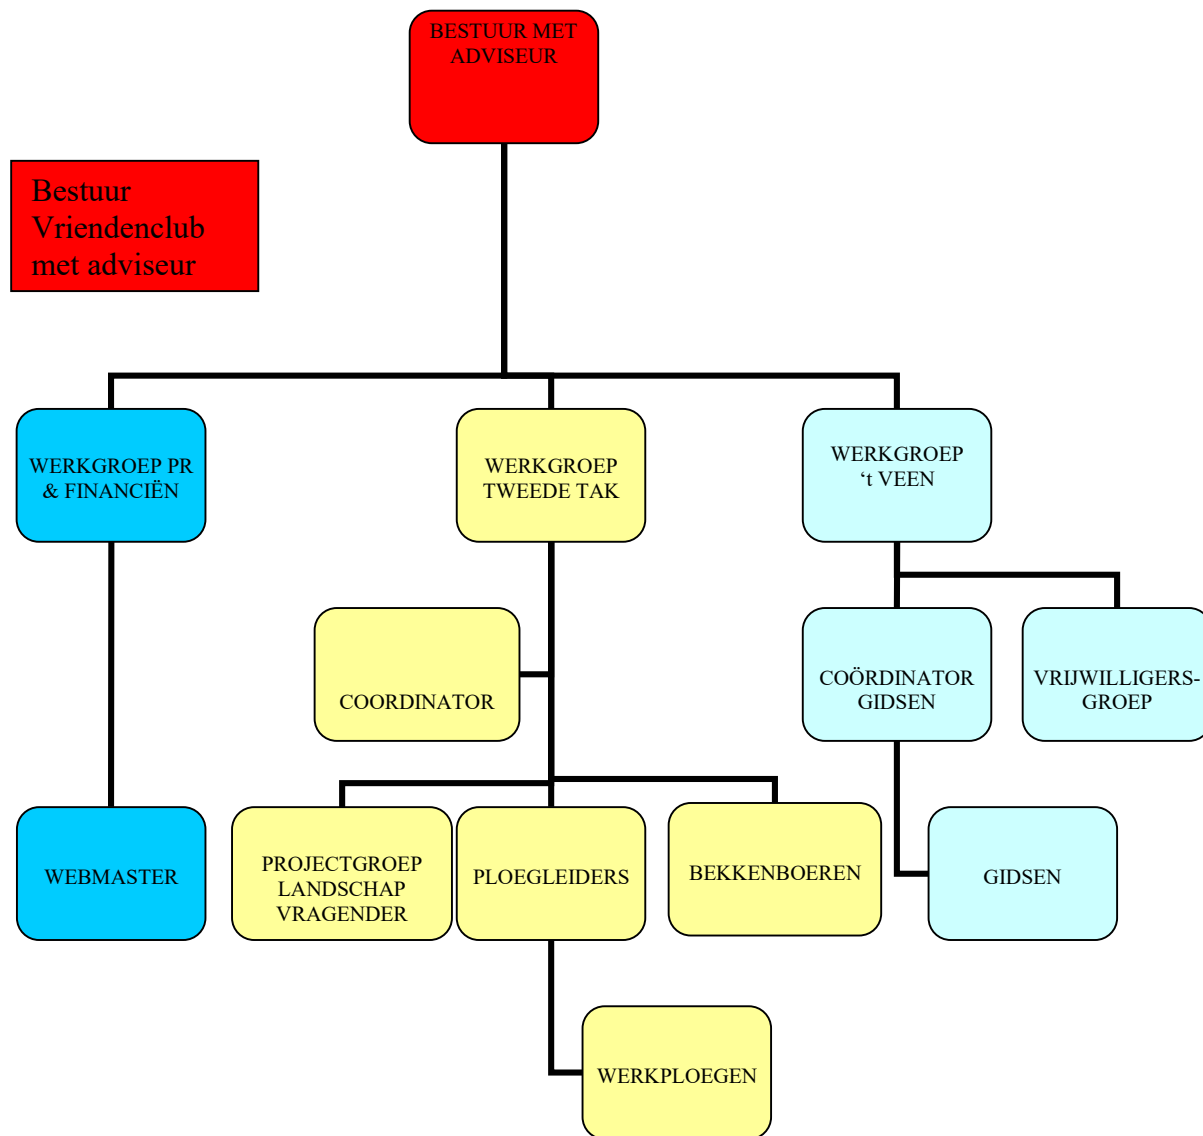 BESTUUR MET
ADVISEUR
Bestuur
Vriendenclub
met adviseur
WERKGROEP PR
& FINANCIËN
WERKGROEP
TWEEDE TAK
WERKGROEP
‘t VEEN
COORDINATOR
COÖRDINATOR
GIDSEN
VRIJWILLIGERS-
GROEP
WEBMASTER
PROJECTGROEP
LANDSCHAP
VRAGENDER
PLOEGLEIDERS
BEKKENBOEREN
GIDSEN
WERKPLOEGEN